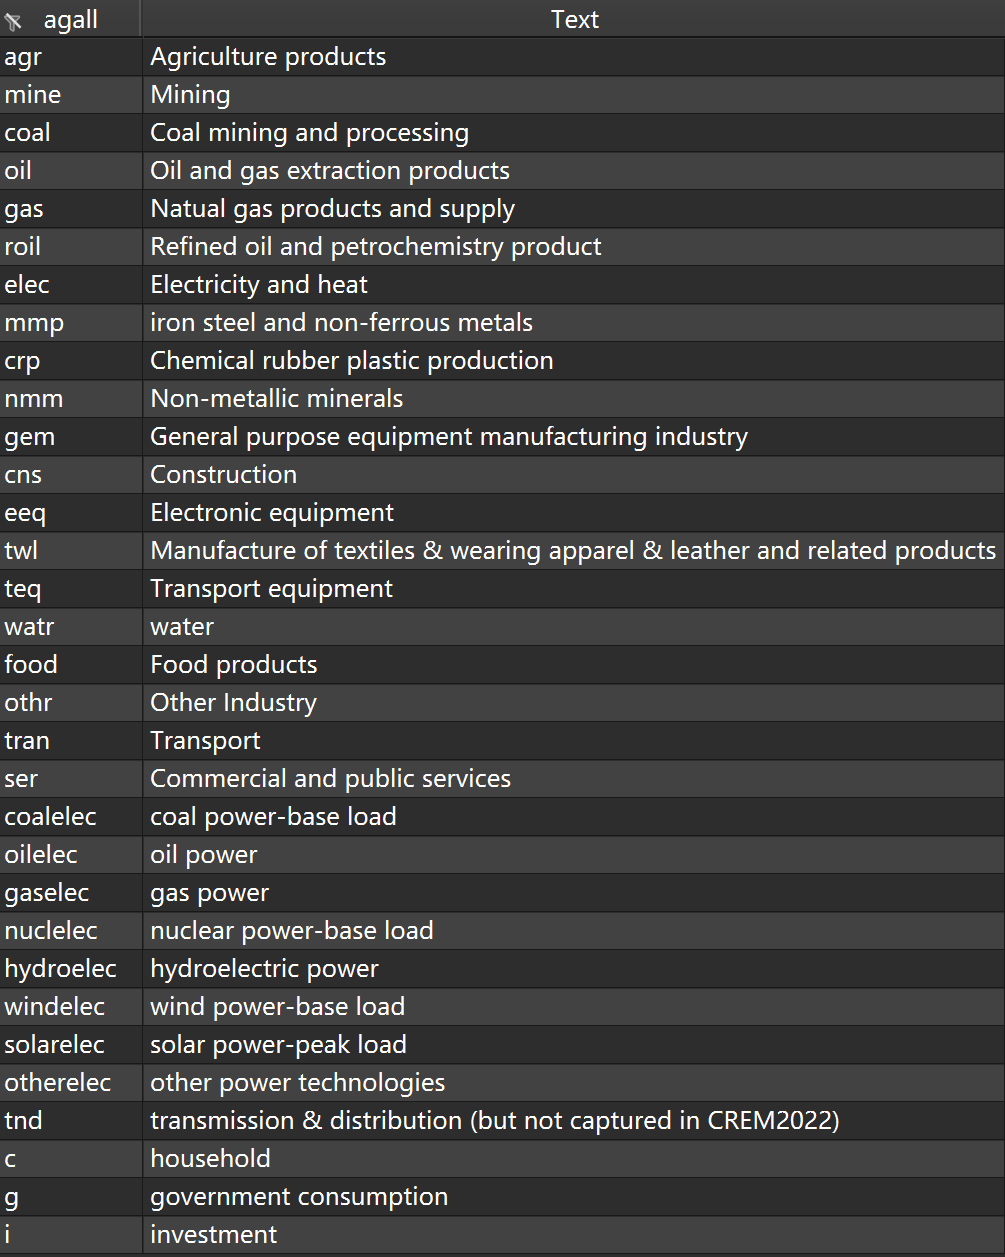 agall Text
agr Agriculture products
mine Mining
coal Coal mining and processing
oil Oil and gas extraction products
gas Natual gas products and supply
roil Refined oil and petrochemistry product
elec Electricity and heat
mmp iron steel and non-ferrous metals
crp Chemical rubber plastic production
nmm Non-metallic minerals
gem General purpose equipment manufacturing industry
cns Construction
eeq Electronic equipment
twl Manufacture of textiles & wearing apparel & leather and related products
teq Transport equipment
watr water
food Food products
othr Other Industry
tran Transport
ser Commercial and public services
coalelec coal power-base load
oilelec oil power
gaselec gas power
nuclelec nuclear power-base load
hydroelec hydroelectric power
windelec wind power-base load
solarelec solar power-peak load
otherelec other power technologies
tnd transmission & distribution (but not captured in CREM2022)
c household
g government consumption
i investment